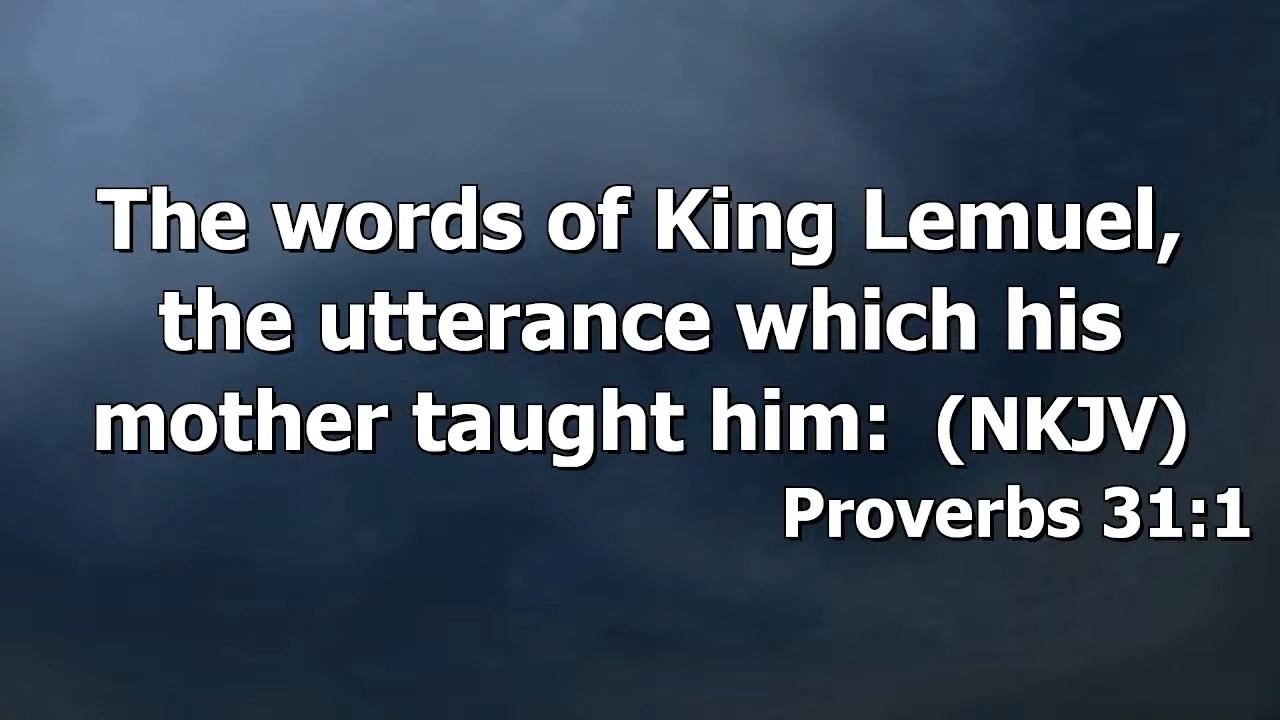 The words of King Lemuel,
the utterance which his
mother taught him: (NKJV)
Proverbs 31:1